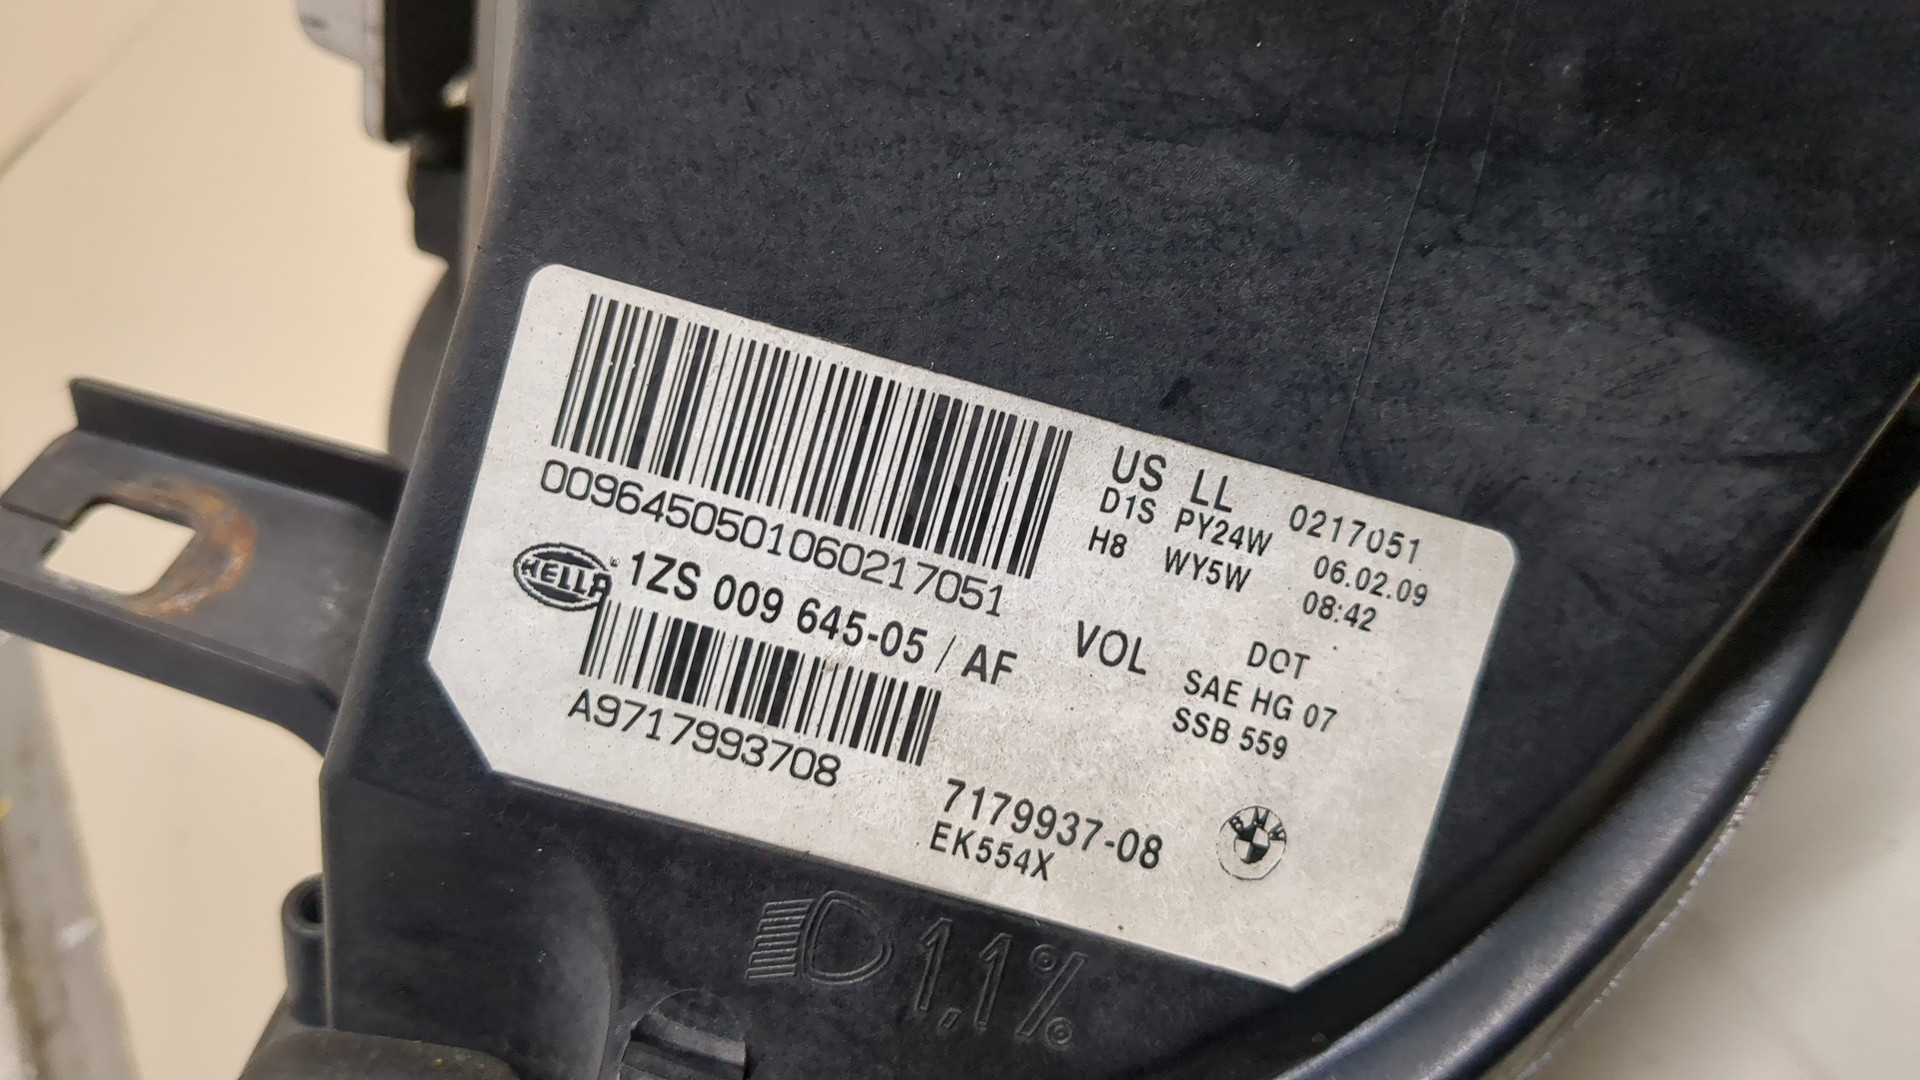 US LL 0217051
D1S PY24W 06.02.09
H8 WY5W 08:42
0096450501060217051
HELLA 1ZS 009 645-05 / AF
VOL DOT
SAE HG 07
SSB 559
A9717993708
7179937-08
EK554X
BMW
1,1%